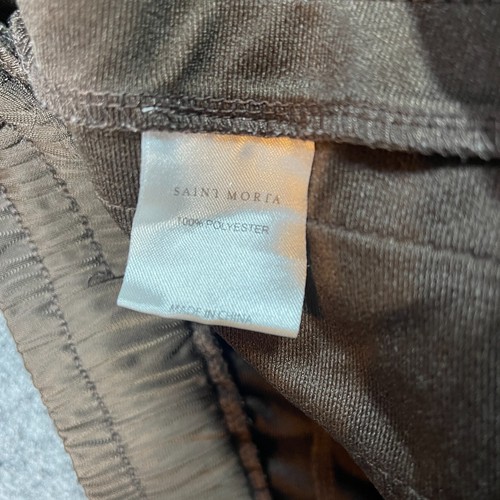 SAINT MORTA
100% POLYESTER
MADE IN CHINA